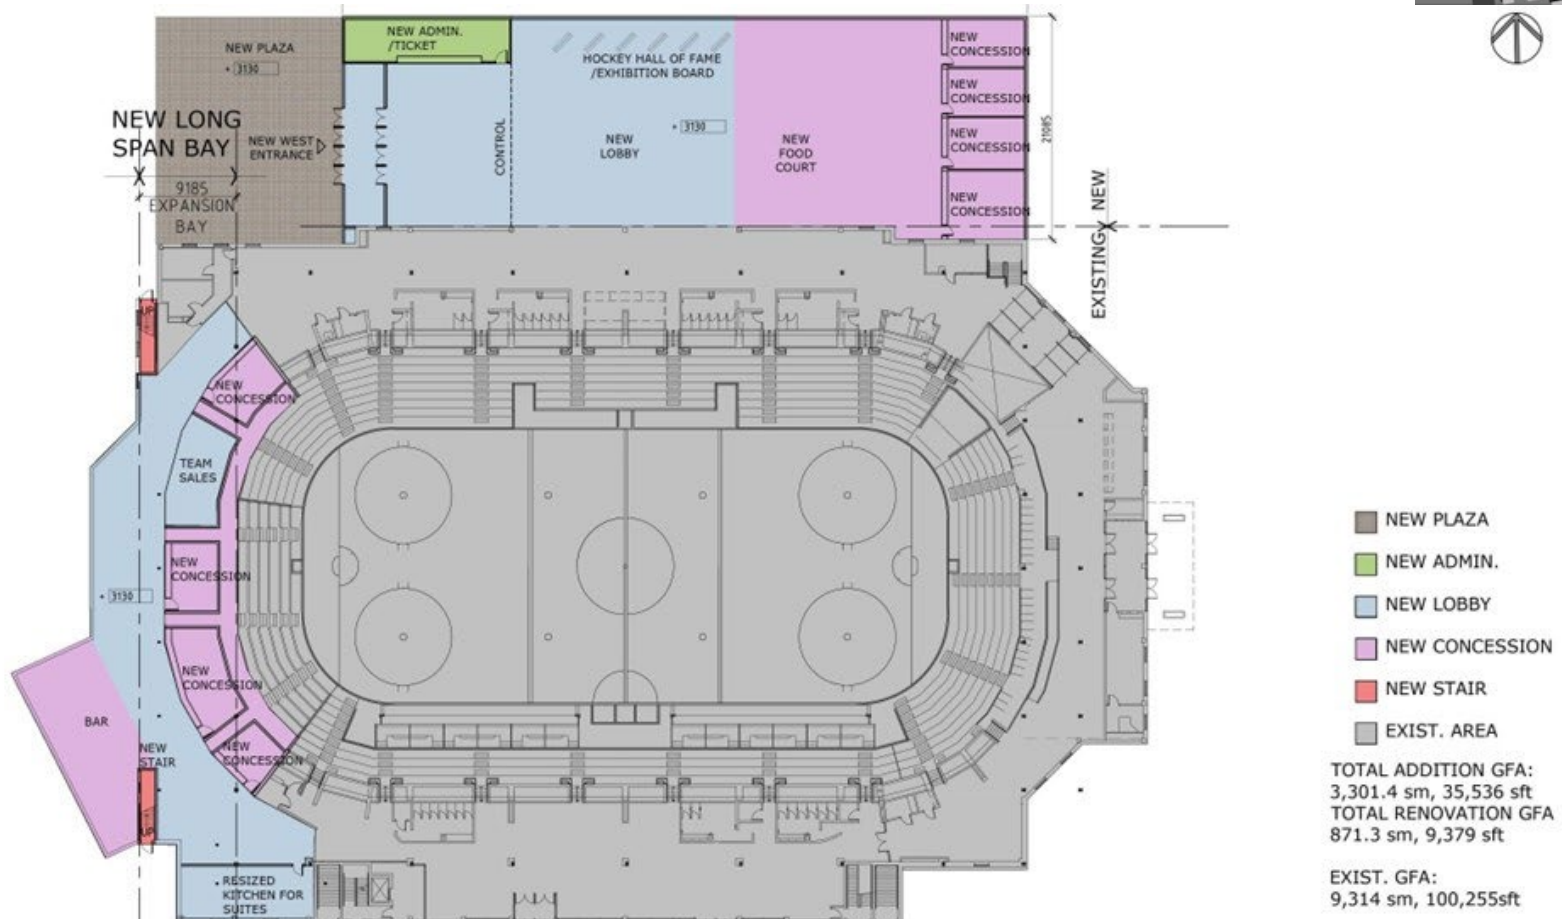 NEW PLAZA
+ 3130
NEW ADMIN.
/TICKET
HOCKEY HALL OF FAME
/EXHIBITION BOARD
NEW
CONCESSION
NEW
CONCESSION
NEW
CONCESSION
NEW
CONCESSION
NEW LONG
SPAN BAY
NEW WEST
ENTRANCE
CONTROL
NEW
LOBBY
+ 3130
NEW
FOOD
COURT
21085
9185
EXPANSION
BAY
EXISTING
NEW
UP
NEW
CONCESSION
TEAM
SALES
NEW
CONCESSION
+ 3130
NEW
CONCESSION
BAR
NEW
STAIR
NEW
CONCESSION
UP
RESIZED
KITCHEN FOR
SUITES
NEW PLAZA
NEW ADMIN.
NEW LOBBY
NEW CONCESSION
NEW STAIR
EXIST. AREA
TOTAL ADDITION GFA:
3,301.4 sm, 35,536 sft
TOTAL RENOVATION GFA
871.3 sm, 9,379 sft
EXIST. GFA:
9,314 sm, 100,255sft